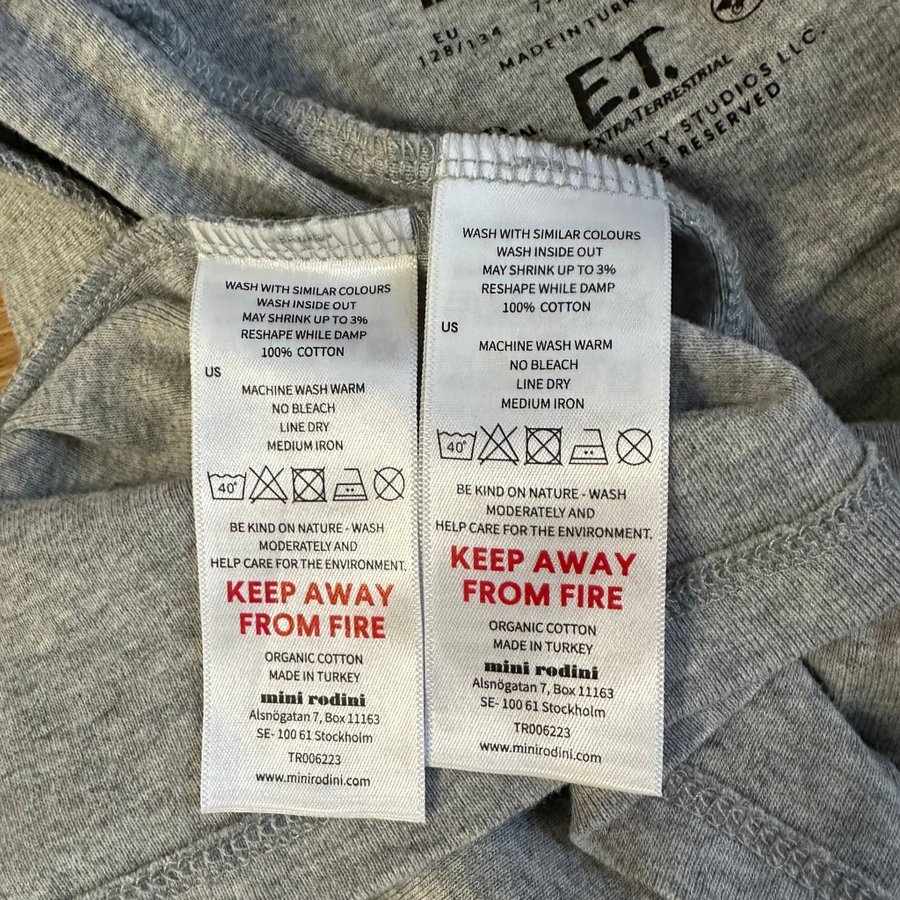 EU
128/134
MADE IN TURK
E.T.
EXTRA-TERRESTRIAL
STUDIOS LLC.
RESERVED
WASH WITH SIMILAR COLOURS
WASH INSIDE OUT
MAY SHRINK UP TO 3%
RESHAPE WHILE DAMP
100% COTTON
US
MACHINE WASH WARM
NO BLEACH
LINE DRY
MEDIUM IRON
40°
BE KIND ON NATURE - WASH
MODERATELY AND
HELP CARE FOR THE ENVIRONMENT.
KEEP AWAY
FROM FIRE
ORGANIC COTTON
MADE IN TURKEY
mini rodini
Alsnögatan 7, Box 11163
SE- 100 61 Stockholm
TR006223
www.minirodini.com
WASH WITH SIMILAR COLOURS
WASH INSIDE OUT
MAY SHRINK UP TO 3%
RESHAPE WHILE DAMP
100% COTTON
US
MACHINE WASH WARM
NO BLEACH
LINE DRY
MEDIUM IRON
40°
BE KIND ON NATURE - WASH
MODERATELY AND
HELP CARE FOR THE ENVIRONMENT.
KEEP AWAY
FROM FIRE
ORGANIC COTTON
MADE IN TURKEY
mini rodini
Alsnögatan 7, Box 11163
SE- 100 61 Stockholm
TR006223
www.minirodini.com